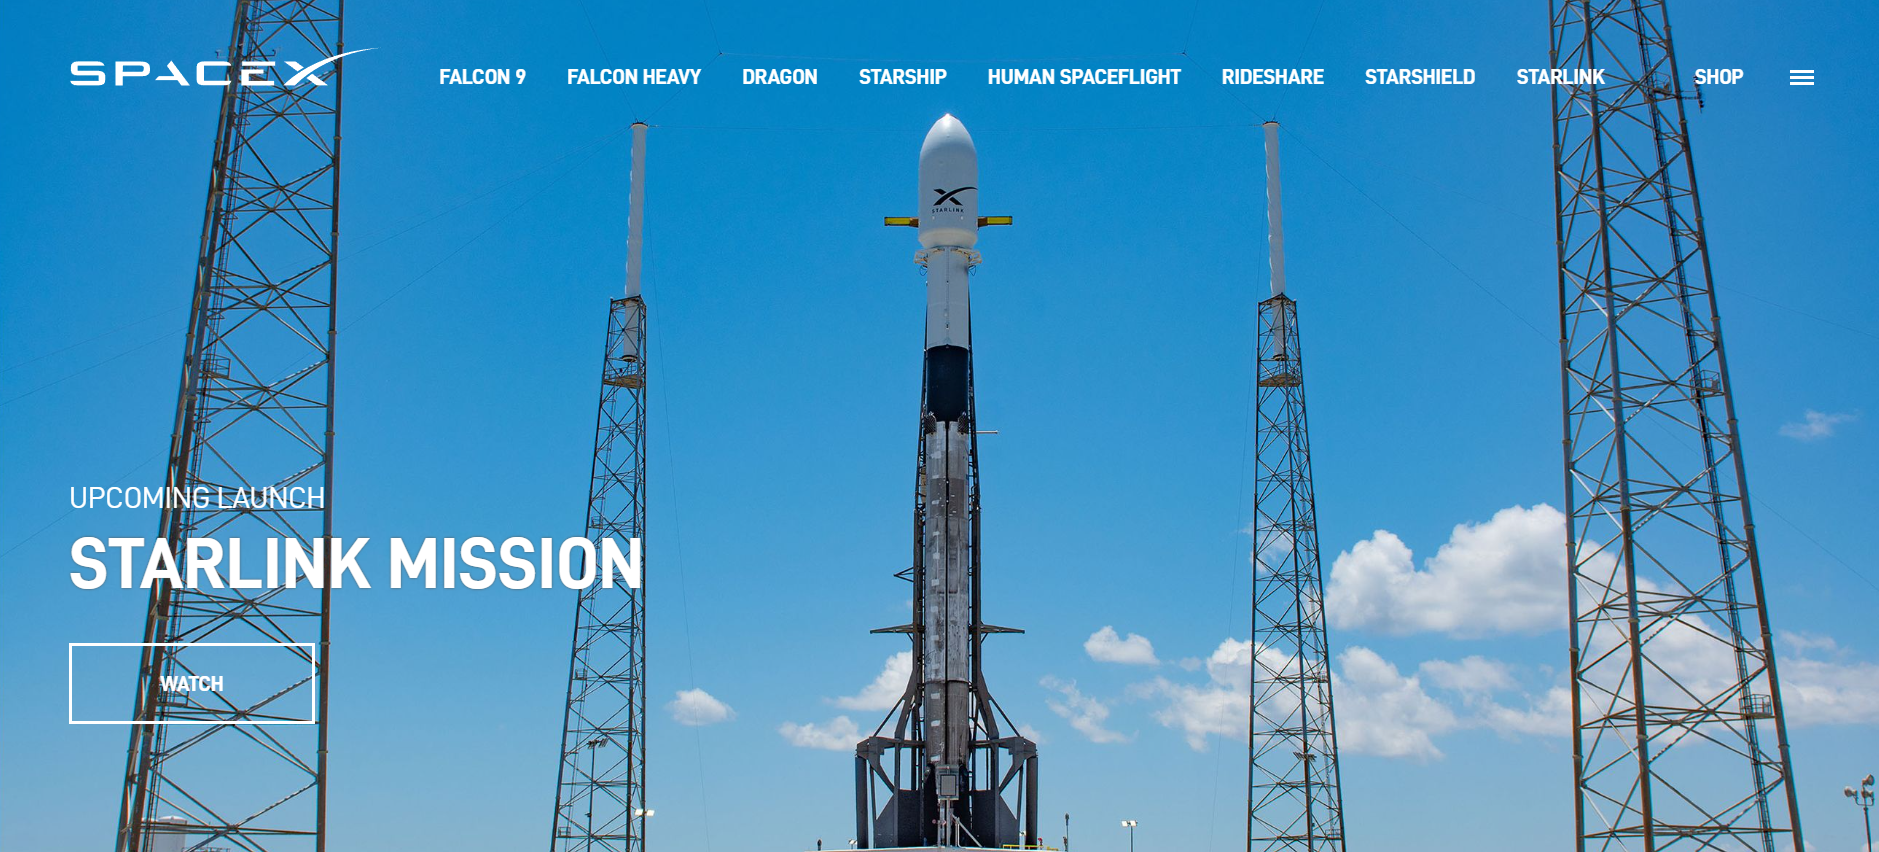 SPACEX
FALCON 9 FALCON HEAVY DRAGON STARSHIP HUMAN SPACEFLIGHT RIDESHARE STARSHIELD STARLINK SHOP
STARLINK
UPCOMING LAUNCH
STARLINK MISSION
WATCH